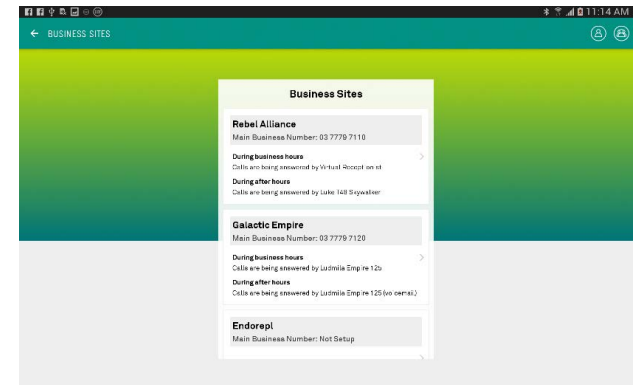 11:14 AM
BUSINESS SITES
Business Sites
Rebel Alliance
Main Business Number: 03 7779 7110
During business hours
Calls are being answered by Virtual Receptionist
During after hours
Calls are being answered by Luke 148 Skywalker
Galactic Empire
Main Business Number: 03 7779 7120
During business hours
Calls are being answered by Ludmila Empire 125
During after hours
Calls are being answered by Ludmila Empire 125 (voicemail)
Endorepl
Main Business Number: Not Setup